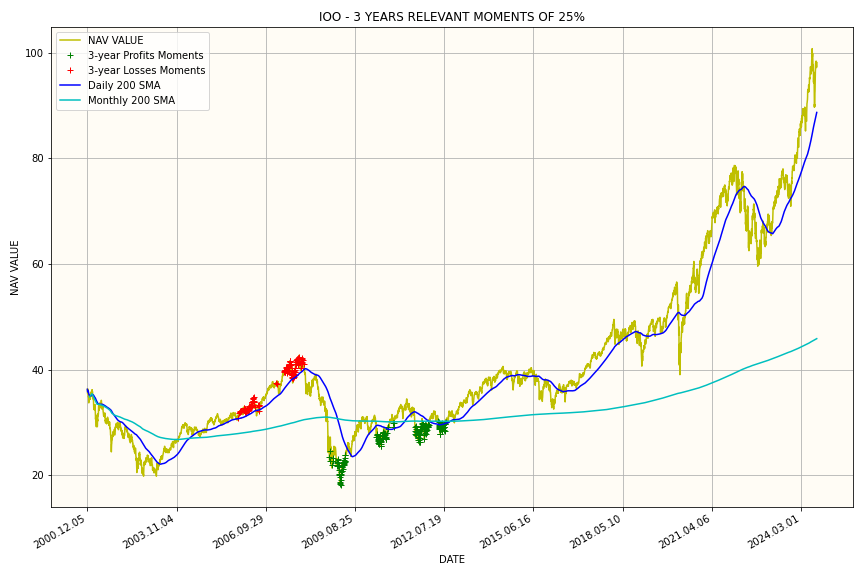 IOO - 3 YEARS RELEVANT MOMENTS OF 25%
NAV VALUE
3-year Profits Moments
3-year Losses Moments
Daily 200 SMA
Monthly 200 SMA
100
80
60
40
20
NAV VALUE
2000.12.05
2003.11.04
2006.09.29
2009.08.25
2012.07.19
2015.06.16
2018.05.10
2021.04.06
2024.03.01
DATE